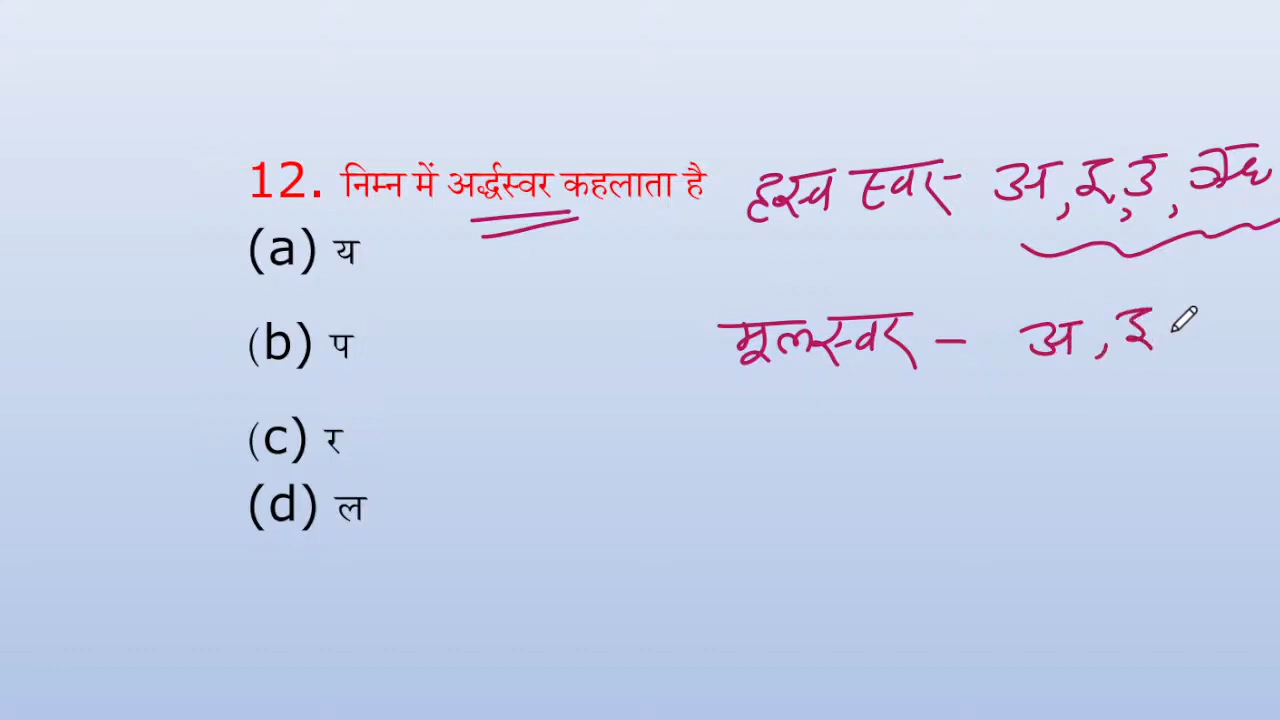 12. निम्न में अर्द्धस्वर कहलाता है
(a) य
(b) प
(c) र
(d) ल
ह्रस्व स्वर- अ, इ, उ, ऋ
मूलस्वर - अ, इ